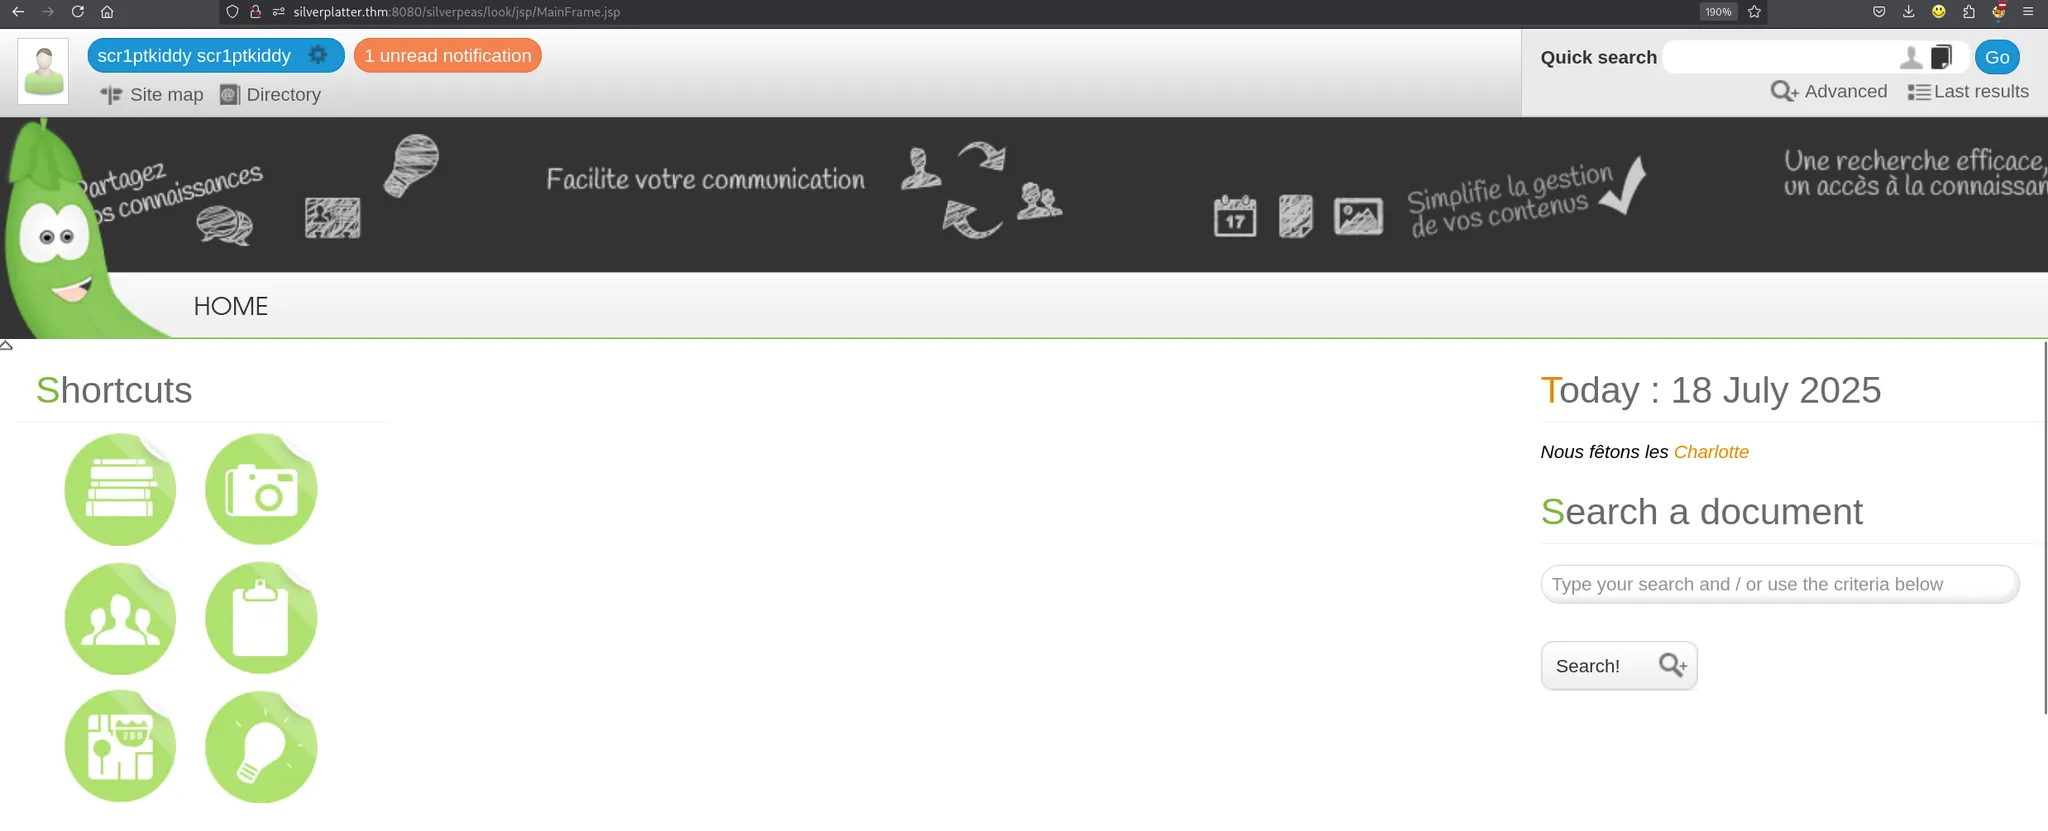 silverplatter.thm:8080/silverpeas/look/jsp/MainFrame.jsp
190%
scr1ptkiddy scr1ptkiddy
1 unread notification
Site map
Directory
Quick search
Go
Advanced
Last results
Partagez
vos connaissances
Facilite votre communication
17
Simplifie la gestion
de vos contenus
Une recherche efficace,
un accès à la connaissan
HOME
Shortcuts
280
Today : 18 July 2025
Nous fêtons les Charlotte
Search a document
Type your search and / or use the criteria below
Search!